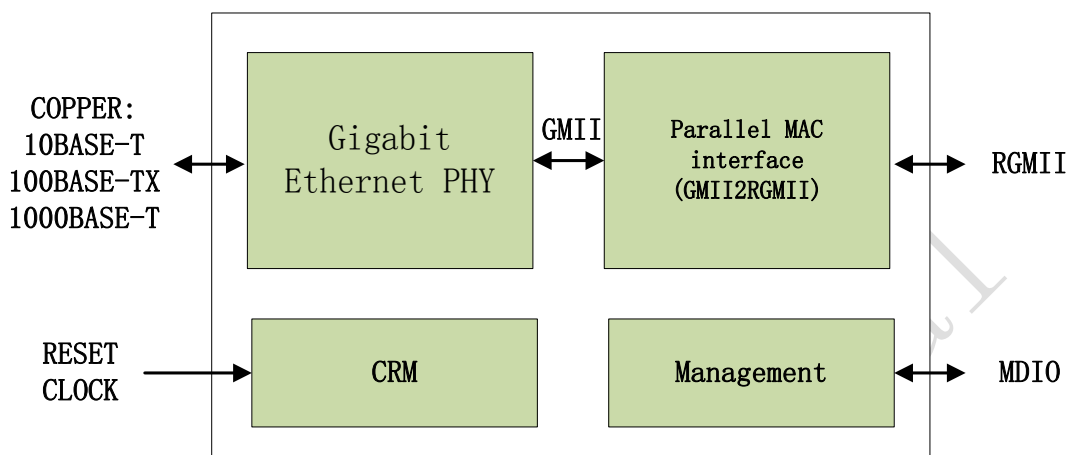 COPPER:
10BASE-T
100BASE-TX
1000BASE-T
Gigabit
Ethernet PHY
GMII
Parallel MAC
interface
(GMII2RGMII)
RGMII
RESET
CLOCK
CRM
Management
MDIO